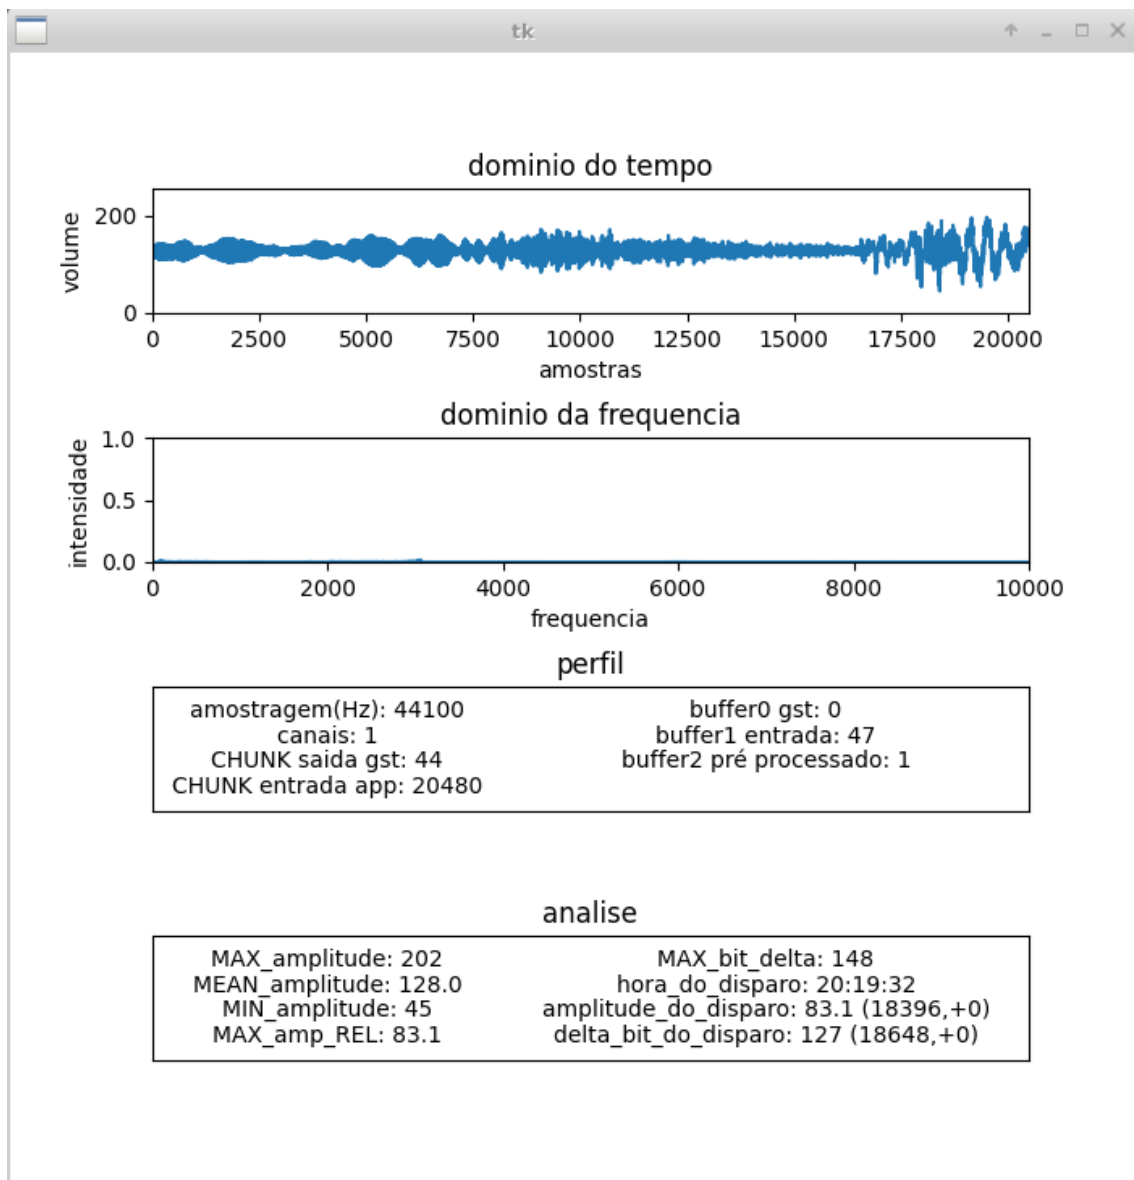 tk
dominio do tempo
volume
200
0
0 2500 5000 7500 10000 12500 15000 17500 20000
amostras
dominio da frequencia
intensidade
1.0
0.5
0.0
0 2000 4000 6000 8000 10000
frequencia
perfil
amostragem(Hz): 44100
canais: 1
CHUNK saida gst: 44
CHUNK entrada app: 20480
buffer0 gst: 0
buffer1 entrada: 47
buffer2 pré processado: 1
analise
MAX_amplitude: 202
MEAN_amplitude: 128.0
MIN_amplitude: 45
MAX_amp_REL: 83.1
MAX_bit_delta: 148
hora_do_disparo: 20:19:32
amplitude_do_disparo: 83.1 (18396,+0)
delta_bit_do_disparo: 127 (18648,+0)